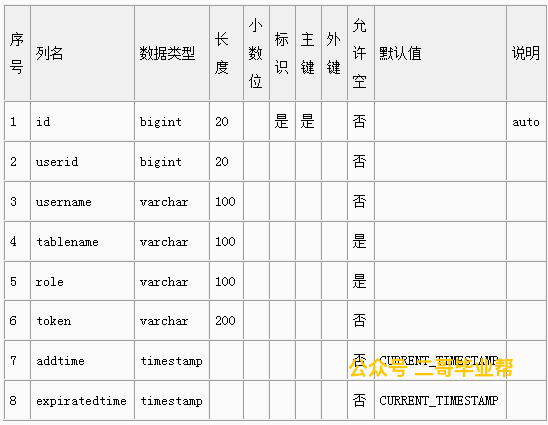 序号 列名 数据类型 长度 小数位 标识 主键 外键 允许空 默认值 说明
1 id bigint 20 是 是 否 auto
2 userid bigint 20 否
3 username varchar 100 否
4 tablename varchar 100 是
5 role varchar 100 是
6 token varchar 200 否
7 addtime timestamp 否 CURRENT_TIMESTAMP
公众号 二哥毕业帮
8 expiratedtime timestamp 否 CURRENT_TIMESTAMP